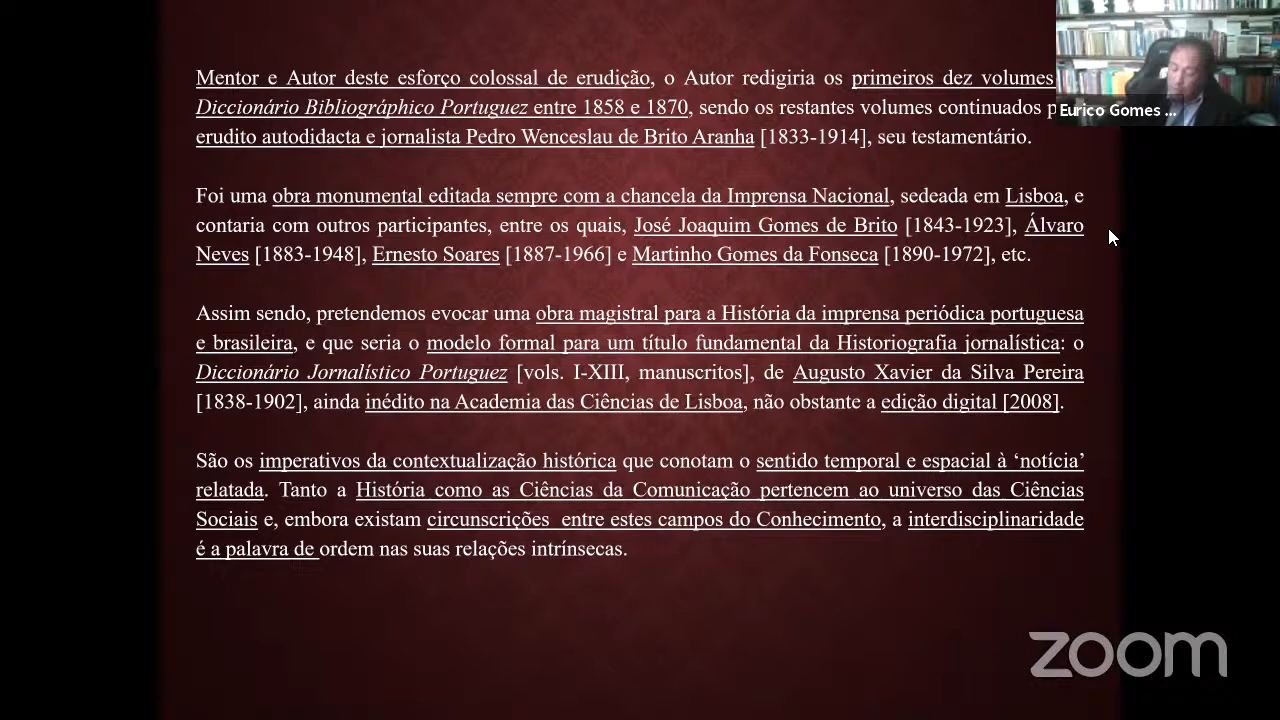 Mentor e Autor deste esforço colossal de erudição, o Autor redigiria os primeiros dez volumes
Diccionário Bibliográphico Portuguez entre 1858 e 1870, sendo os restantes volumes continuados
erudito autodidacta e jornalista Pedro Wenceslau de Brito Aranha [1833-1914], seu testamentário.
Foi uma obra monumental editada sempre com a chancela da Imprensa Nacional, sedeada em Lisboa, e
contaria com outros participantes, entre os quais, José Joaquim Gomes de Brito [1843-1923], Álvaro
Neves [1883-1948], Ernesto Soares [1887-1966] e Martinho Gomes da Fonseca [1890-1972], etc.
Assim sendo, pretendemos evocar uma obra magistral para a História da imprensa periódica portuguesa
e brasileira, e que seria o modelo formal para um título fundamental da Historiografia jornalística: o
Diccionário Jornalístico Portuguez [vols. I-XIII, manuscritos], de Augusto Xavier da Silva Pereira
[1838-1902], ainda inédito na Academia das Ciências de Lisboa, não obstante a edição digital [2008].
São os imperativos da contextualização histórica que conotam o sentido temporal e espacial à ‘notícia’
relatada. Tanto a História como as Ciências da Comunicação pertencem ao universo das Ciências
Sociais e, embora existam circunscrições entre estes campos do Conhecimento, a interdisciplinaridade
é a palavra de ordem nas suas relações intrínsecas.
Eurico Gomes ...
zoom